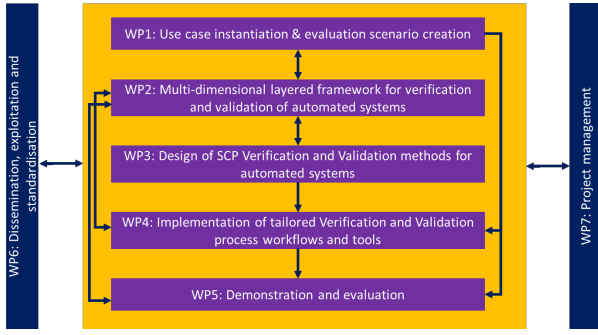 WP6: Dissemination, exploitation and
standardisation
WP1: Use case instantiation & evaluation scenario creation
WP2: Multi-dimensional layered framework for verification
and validation of automated systems
WP3: Design of SCP Verification and Validation methods for
automated systems
WP4: Implementation of tailored Verification and Validation
process workflows and tools
WP5: Demonstration and evaluation
WP7: Project management